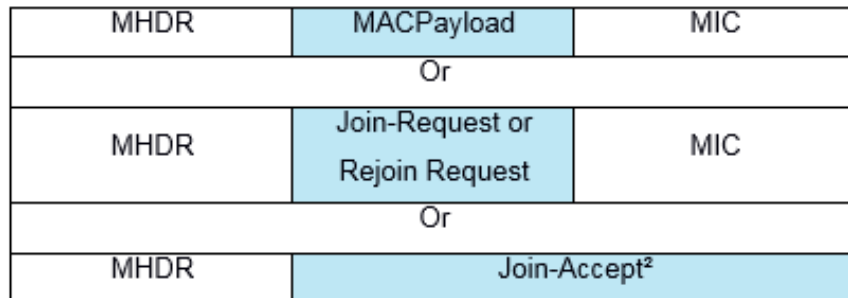 MHDR MACPayload MIC
Or
MHDR Join-Request or Rejoin Request MIC
Or
MHDR Join-Accept²